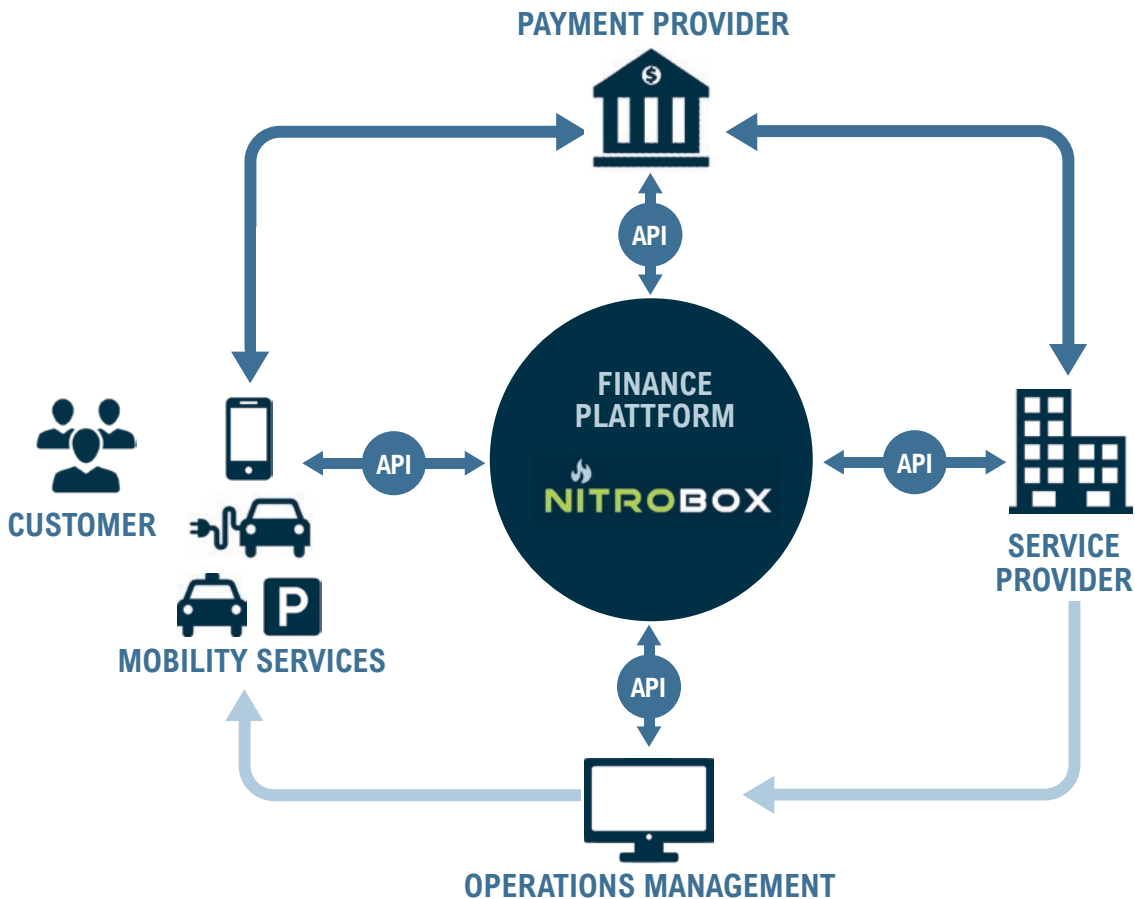 PAYMENT PROVIDER
$
API
FINANCE
PLATTFORM
NITROBOX
API
API
CUSTOMER
SERVICE
PROVIDER
P
MOBILITY SERVICES
API
OPERATIONS MANAGEMENT